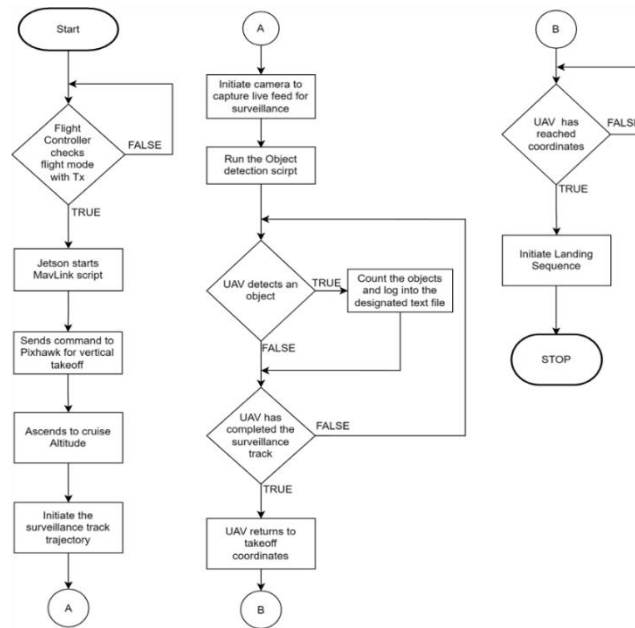 Start
Flight
Controller
checks
flight mode
with Tx
FALSE
TRUE
Jetson starts
MavLink script
Sends command to
Pixhawk for vertical
takeoff
Ascends to cruise
Altitude
Initiate the
surveillance track
trajectory
A
A
Initiate camera to
capture live feed for
surveillance
Run the Object
detection scirpt
UAV detects an
object
TRUE
Count the objects
and log into the
designated text file
FALSE
UAV has
completed the
surveillance
track
FALSE
TRUE
UAV returns to
takeoff
coordinates
B
B
UAV has
reached
coordinates
FALSE
TRUE
Initiate Landing
Sequence
STOP